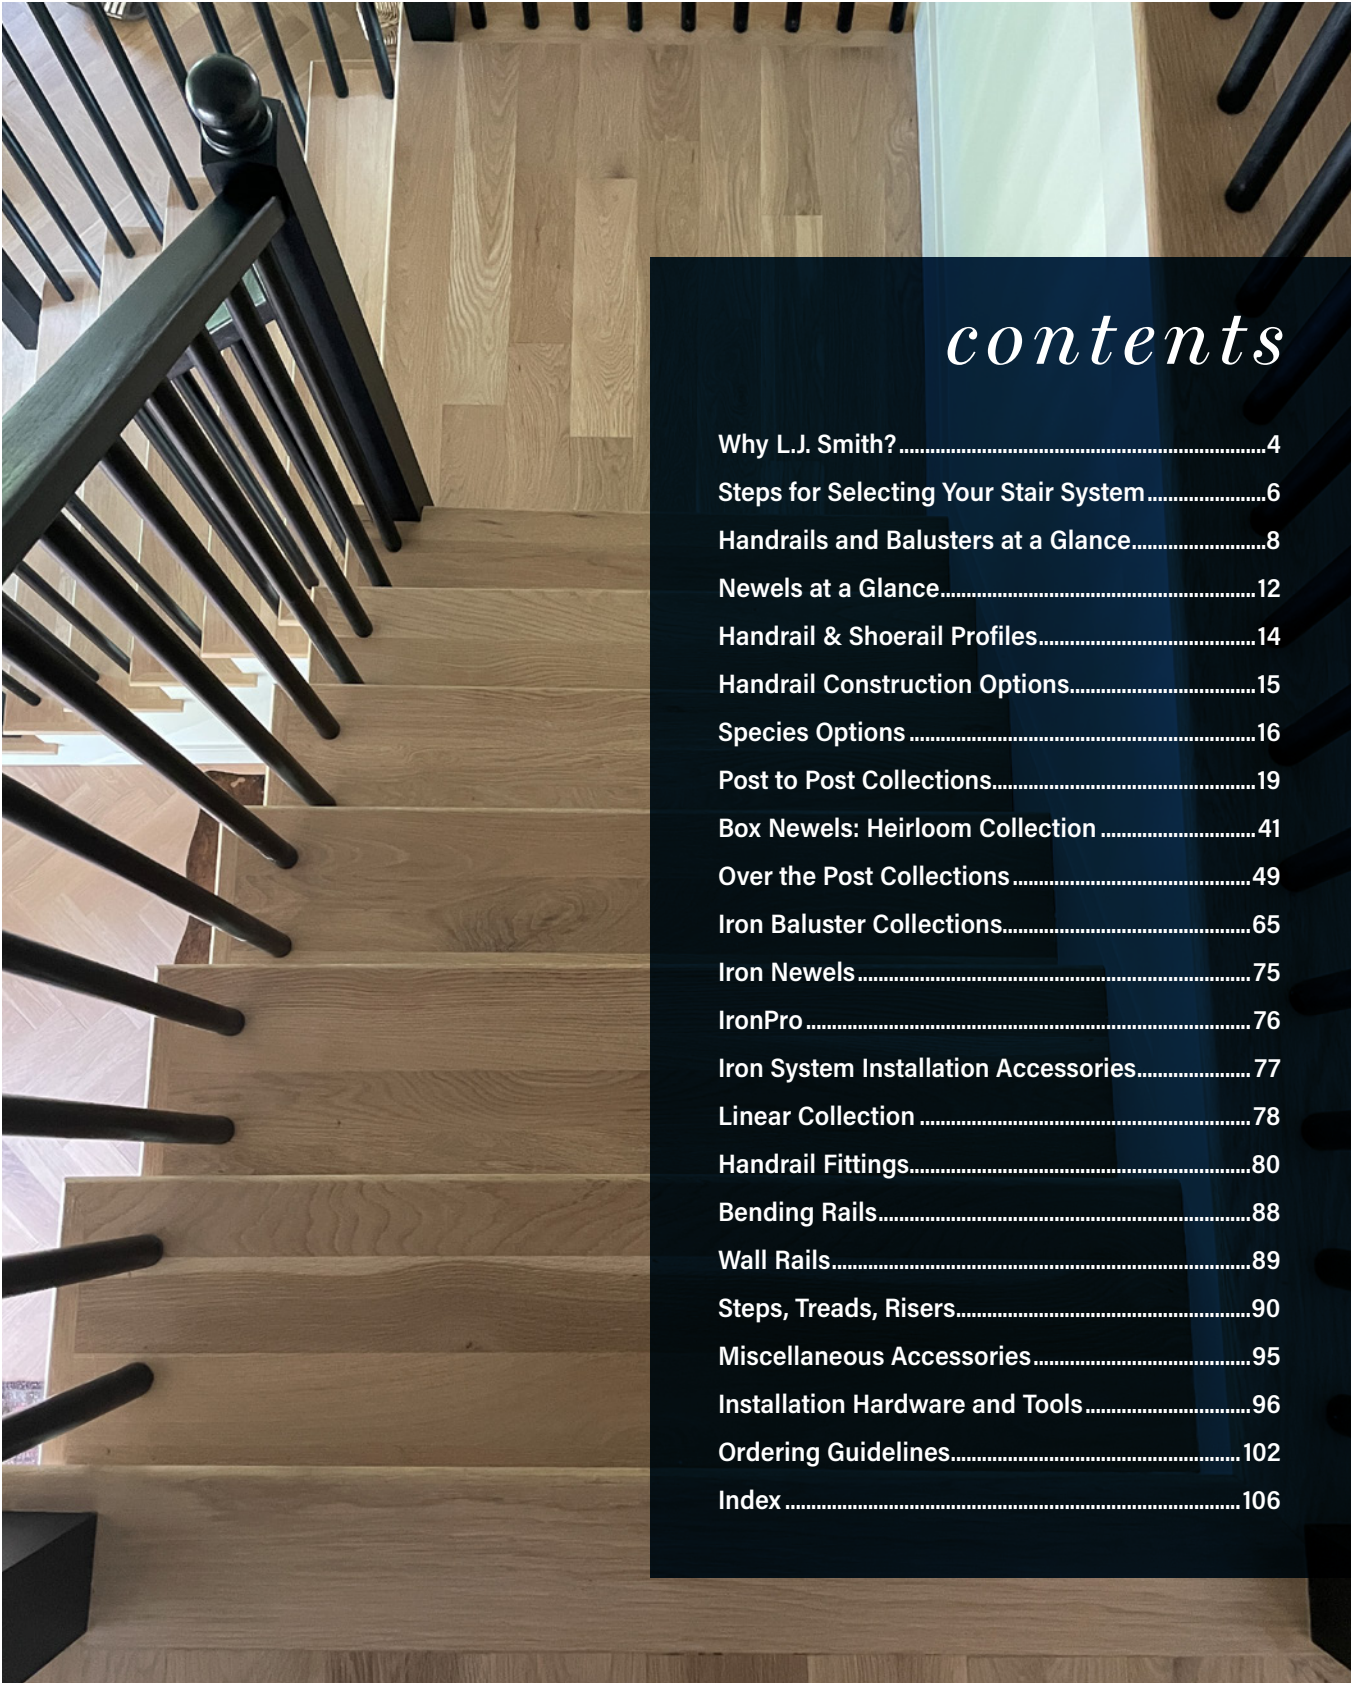 contents
Why L.J. Smith?..........4
Steps for Selecting Your Stair System..........6
Handrails and Balusters at a Glance..........8
Newels at a Glance..........12
Handrail & Shoerail Profiles..........14
Handrail Construction Options..........15
Species Options..........16
Post to Post Collections..........19
Box Newels: Heirloom Collection..........41
Over the Post Collections..........49
Iron Baluster Collections..........65
Iron Newels..........75
IronPro..........76
Iron System Installation Accessories..........77
Linear Collection..........78
Handrail Fittings..........80
Bending Rails..........88
Wall Rails..........89
Steps, Treads, Risers..........90
Miscellaneous Accessories..........95
Installation Hardware and Tools..........96
Ordering Guidelines..........102
Index..........106